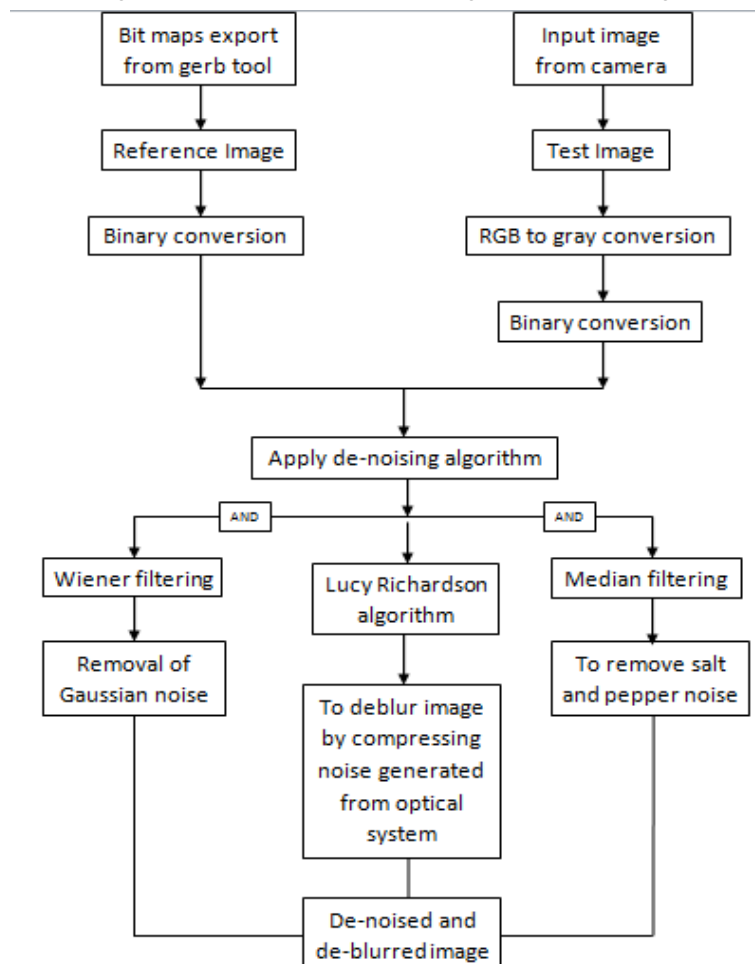 Bit maps export
from gerb tool
Input image
from camera
Reference Image
Test Image
Binary conversion
RGB to gray conversion
Binary conversion
Apply de-noising algorithm
AND
AND
Wiener filtering
Lucy Richardson
algorithm
Median filtering
Removal of
Gaussian noise
To deblur image
by compressing
noise generated
from optical
system
To remove salt
and pepper noise
De-noised and
de-blurred image